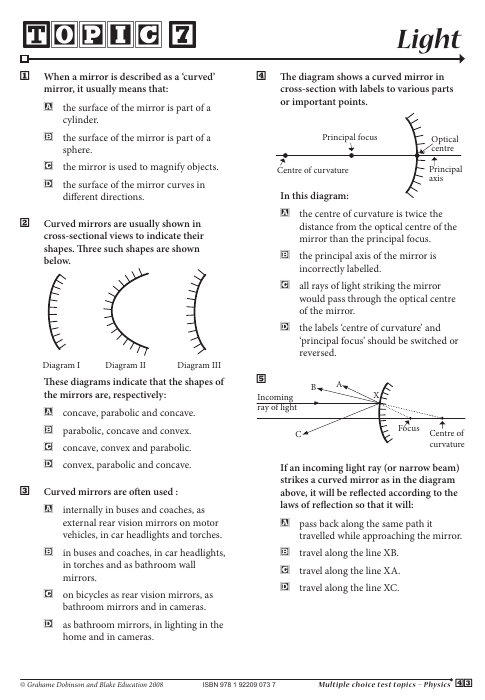 TOPIC 7
Light
1 When a mirror is described as a ‘curved’
mirror, it usually means that:
A the surface of the mirror is part of a
cylinder.
B the surface of the mirror is part of a
sphere.
C the mirror is used to magnify objects.
D the surface of the mirror curves in
different directions.
2 Curved mirrors are usually shown in
cross-sectional views to indicate their
shapes. Three such shapes are shown
below.
Diagram I Diagram II Diagram III
These diagrams indicate that the shapes of
the mirrors are, respectively:
A concave, parabolic and concave.
B parabolic, concave and convex.
C concave, convex and parabolic.
D convex, parabolic and concave.
3 Curved mirrors are often used :
A internally in buses and coaches, as
external rear vision mirrors on motor
vehicles, in car headlights and torches.
B in buses and coaches, in car headlights,
in torches and as bathroom wall
mirrors.
C on bicycles as rear vision mirrors, as
bathroom mirrors and in cameras.
D as bathroom mirrors, in lighting in the
home and in cameras.
4 The diagram shows a curved mirror in
cross-section with labels to various parts
or important points.
Principal focus
Optical
centre
Centre of curvature
Principal
axis
In this diagram:
A the centre of curvature is twice the
distance from the optical centre of the
mirror than the principal focus.
B the principal axis of the mirror is
incorrectly labelled.
C all rays of light striking the mirror
would pass through the optical centre
of the mirror.
D the labels ‘centre of curvature’ and
‘principal focus’ should be switched or
reversed.
5
Incoming
ray of light
B
A
X
C
Focus
Centre of
curvature
If an incoming light ray (or narrow beam)
strikes a curved mirror as in the diagram
above, it will be reflected according to the
laws of reflection so that it will:
A pass back along the same path it
travelled while approaching the mirror.
B travel along the line XB.
C travel along the line XA.
D travel along the line XC.
© Grahame Dobinson and Blake Education 2008 ISBN 978 1 92209 073 7 Multiple choice test topics – Physics 43